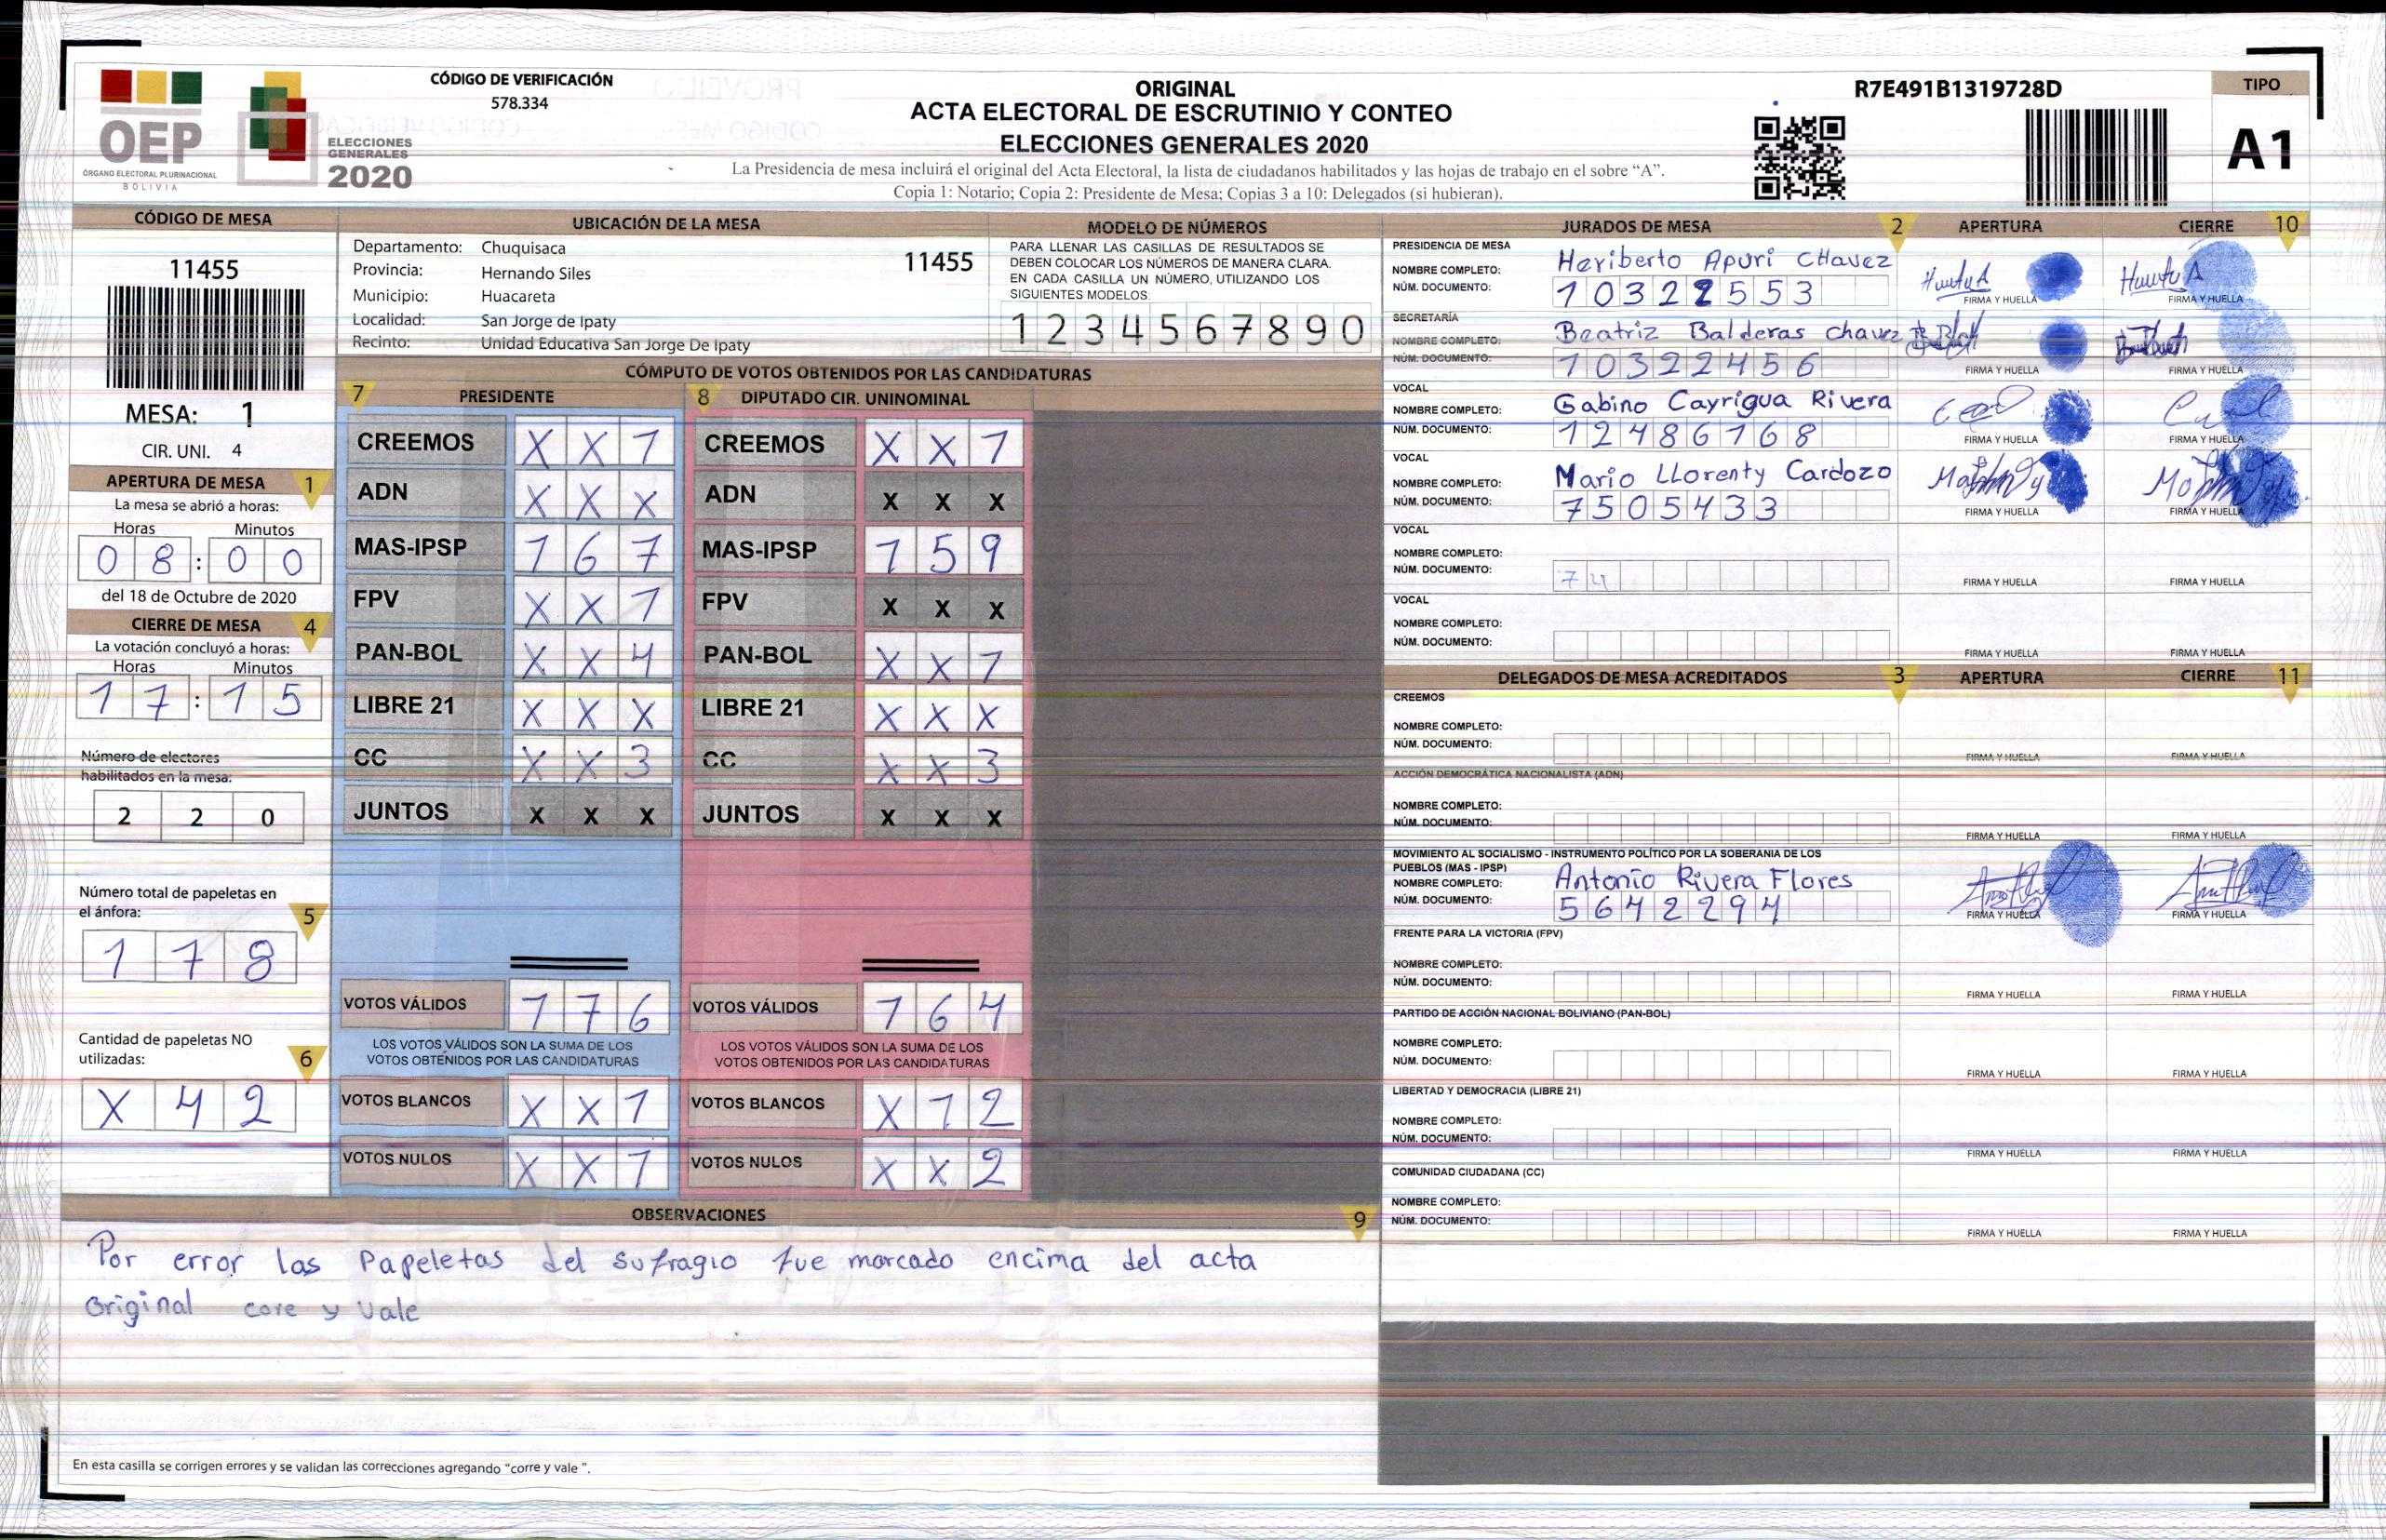 CÓDIGO DE VERIFICACIÓN
578.334
OEP
ÓRGANO ELECTORAL PLURINACIONAL
BOLIVIA
ELECCIONES
GENERALES
2020
ORIGINAL
ACTA ELECTORAL DE ESCRUTINIO Y CONTEO
ELECCIONES GENERALES 2020
La Presidencia de mesa incluirá el original del Acta Electoral, la lista de ciudadanos habilitados y las hojas de trabajo en el sobre “A”.
Copia 1: Notario; Copia 2: Presidente de Mesa; Copias 3 a 10: Delegados (si hubieran).
R7E491B1319728D
TIPO
A1
CÓDIGO DE MESA
11455
MESA: 1
CIR. UNI. 4
APERTURA DE MESA 1
La mesa se abrió a horas:
Horas Minutos
0 8 : 0 0
del 18 de Octubre de 2020
CIERRE DE MESA 4
La votación concluyó a horas:
Horas Minutos
1 7 : 1 5
Número de electores
habilitados en la mesa:
2 2 0
Número total de papeletas en
el ánfora: 5
1 7 8
Cantidad de papeletas NO
utilizadas: 6
X 4 2
UBICACIÓN DE LA MESA
Departamento: Chuquisaca 11455
Provincia: Hernando Siles
Municipio: Huacareta
Localidad: San Jorge de Ipaty
Recinto: Unidad Educativa San Jorge De Ipaty
MODELO DE NÚMEROS
PARA LLENAR LAS CASILLAS DE RESULTADOS SE
DEBEN COLOCAR LOS NÚMEROS DE MANERA CLARA.
EN CADA CASILLA UN NÚMERO, UTILIZANDO LOS
SIGUIENTES MODELOS:
1 2 3 4 5 6 7 8 9 0
CÓMPUTO DE VOTOS OBTENIDOS POR LAS CANDIDATURAS
7 PRESIDENTE 8 DIPUTADO CIR. UNINOMINAL
CREEMOS X X 1 CREEMOS X X 1
ADN X X X ADN X X X
MAS-IPSP 1 6 7 MAS-IPSP 1 5 9
FPV X X 1 FPV X X X
PAN-BOL X X 4 PAN-BOL X X 1
LIBRE 21 X X X LIBRE 21 X X X
CC X X 3 CC X X 3
JUNTOS X X X JUNTOS X X X
VOTOS VÁLIDOS 1 7 6 VOTOS VÁLIDOS 1 6 4
LOS VOTOS VÁLIDOS SON LA SUMA DE LOS LOS VOTOS VÁLIDOS SON LA SUMA DE LOS
VOTOS OBTENIDOS POR LAS CANDIDATURAS VOTOS OBTENIDOS POR LAS CANDIDATURAS
VOTOS BLANCOS X X 1 VOTOS BLANCOS X 1 2
VOTOS NULOS X X 1 VOTOS NULOS X X 2
OBSERVACIONES 9
Por error las Papeletas del sufragio fue marcado encima del acta
Original core y vale
En esta casilla se corrigen errores y se validan las correcciones agregando “corre y vale ”.
JURADOS DE MESA 2 APERTURA CIERRE 10
PRESIDENCIA DE MESA
NOMBRE COMPLETO: Heriberto Apuri CHavez
NÚM. DOCUMENTO: 10322553
FIRMA Y HUELLA FIRMA Y HUELLA
SECRETARÍA
NOMBRE COMPLETO: Beatriz Balderas chavez
NÚM. DOCUMENTO: 10322456
FIRMA Y HUELLA FIRMA Y HUELLA
VOCAL
NOMBRE COMPLETO: Gabino Cayrigua Rivera
NÚM. DOCUMENTO: 12486168
FIRMA Y HUELLA FIRMA Y HUELLA
VOCAL
NOMBRE COMPLETO: Mario LLorenty Cardozo
NÚM. DOCUMENTO: 7505433
FIRMA Y HUELLA FIRMA Y HUELLA
VOCAL
NOMBRE COMPLETO:
NÚM. DOCUMENTO: 74
FIRMA Y HUELLA FIRMA Y HUELLA
VOCAL
NOMBRE COMPLETO:
NÚM. DOCUMENTO:
FIRMA Y HUELLA FIRMA Y HUELLA
DELEGADOS DE MESA ACREDITADOS 3 APERTURA CIERRE 11
CREEMOS
NOMBRE COMPLETO:
NÚM. DOCUMENTO:
FIRMA Y HUELLA FIRMA Y HUELLA
ACCIÓN DEMOCRÁTICA NACIONALISTA (ADN)
NOMBRE COMPLETO:
NÚM. DOCUMENTO:
FIRMA Y HUELLA FIRMA Y HUELLA
MOVIMIENTO AL SOCIALISMO - INSTRUMENTO POLÍTICO POR LA SOBERANIA DE LOS
PUEBLOS (MAS - IPSP)
NOMBRE COMPLETO: Antonio Rivera Flores
NÚM. DOCUMENTO: 5642294
FIRMA Y HUELLA FIRMA Y HUELLA
FRENTE PARA LA VICTORIA (FPV)
NOMBRE COMPLETO:
NÚM. DOCUMENTO:
FIRMA Y HUELLA FIRMA Y HUELLA
PARTIDO DE ACCIÓN NACIONAL BOLIVIANO (PAN-BOL)
NOMBRE COMPLETO:
NÚM. DOCUMENTO:
FIRMA Y HUELLA FIRMA Y HUELLA
LIBERTAD Y DEMOCRACIA (LIBRE 21)
NOMBRE COMPLETO:
NÚM. DOCUMENTO:
FIRMA Y HUELLA FIRMA Y HUELLA
COMUNIDAD CIUDADANA (CC)
NOMBRE COMPLETO:
NÚM. DOCUMENTO:
FIRMA Y HUELLA FIRMA Y HUELLA